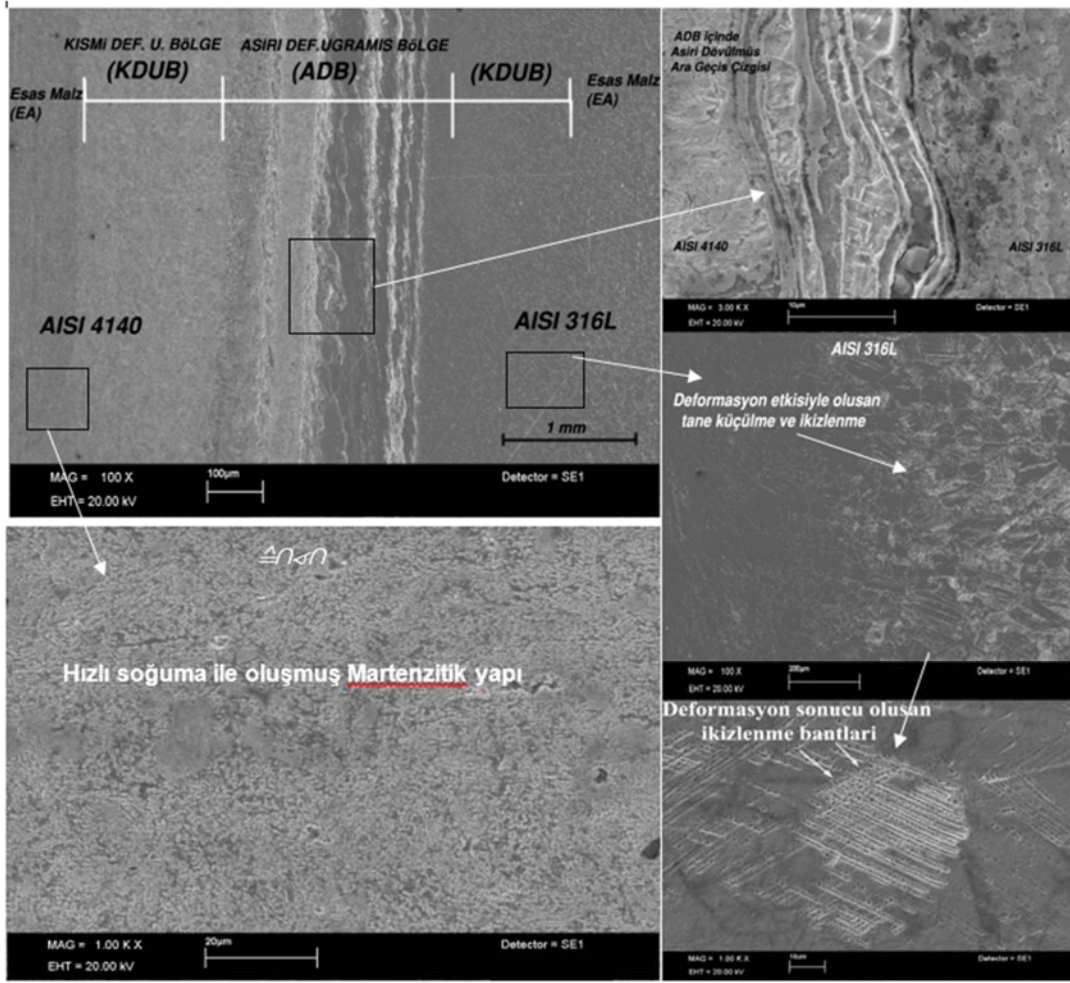 KISMİ DEF. U. BöLGE
(KDUB)
ASIRI DEF.UGRAMIS BöLGE
(ADB)
(KDUB)
Esas Malz
(EA)
Esas Malz
(EA)
AISI 4140
AISI 316L
1 mm
MAG = 100 X
EHT = 20.00 kV
100µm
Detector = SE1
ADB içinde
Asiri Dövülmüs
Ara Geçis Çizgisi
AISI 4140
AISI 316L
MAG = 3.00 K X
EHT = 20.00 kV
10µm
Detector = SE1
AISI 316L
Deformasyon etkisiyle olusan
tane küçülme ve ikizlenme
MAG = 100 X
EHT = 20.00 kV
200µm
Detector = SE1
Hızlı soğuma ile oluşmuş Martenzitik yapı
MAG = 1.00 K X
EHT = 20.00 kV
20µm
Detector = SE1
Deformasyon sonucu olusan
ikizlenme bantlari
MAG = 1.00 K X
EHT = 20.00 kV
10µm
Detector = SE1